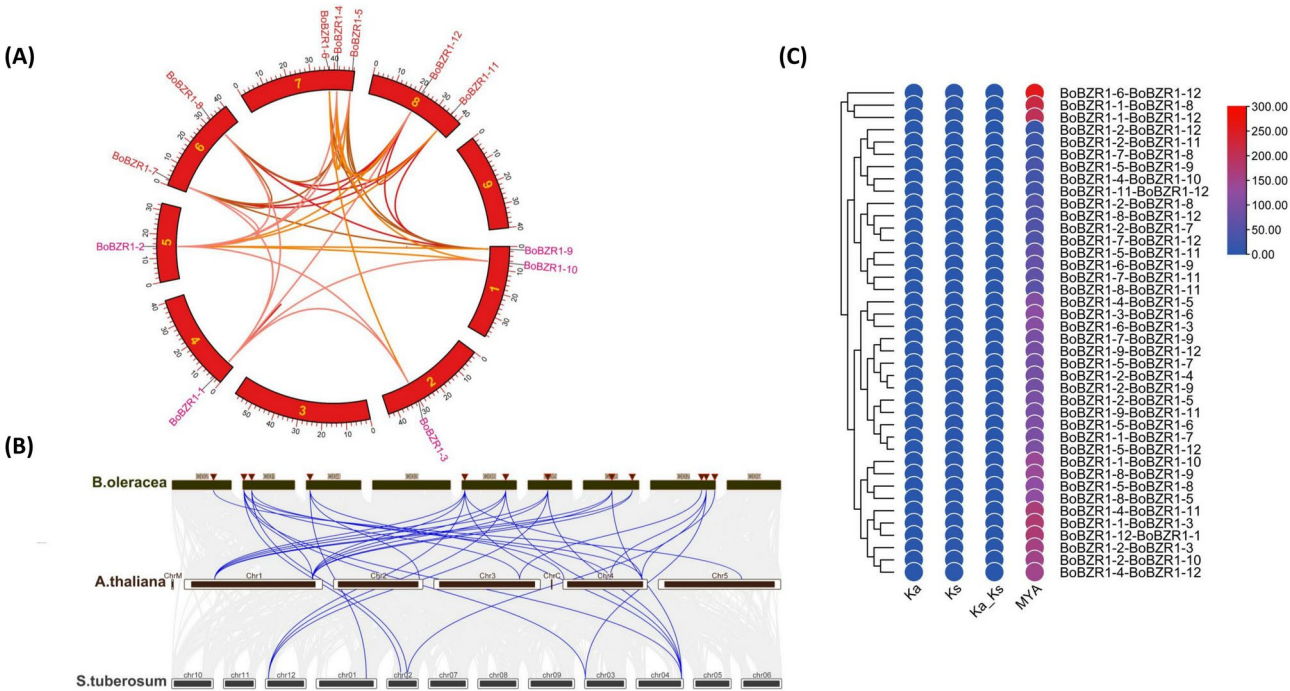 (A)
BoBZR1-6
BoBZR1-4
BoBZR1-5
BoBZR1-12
BoBZR1-11
BoBZR1-8
BoBZR1-7
BoBZR1-2
BoBZR1-1
BoBZR1-3
BoBZR1-9
BoBZR1-10
7
8
9
1
2
3
4
5
6
(B)
B.oleracea
A.thaliana
ChrM
Chr1
Chr2
Chr3
ChrC
Chr4
Chr5
S.tuberosum
chr10
chr11
chr12
chr01
chr02
chr07
chr08
chr09
chr03
chr04
chr05
chr06
(C)
BoBZR1-6-BoBZR1-12
BoBZR1-1-BoBZR1-8
BoBZR1-1-BoBZR1-12
BoBZR1-2-BoBZR1-12
BoBZR1-2-BoBZR1-11
BoBZR1-7-BoBZR1-8
BoBZR1-5-BoBZR1-9
BoBZR1-4-BoBZR1-10
BoBZR1-11-BoBZR1-12
BoBZR1-2-BoBZR1-8
BoBZR1-8-BoBZR1-12
BoBZR1-2-BoBZR1-7
BoBZR1-7-BoBZR1-12
BoBZR1-5-BoBZR1-11
BoBZR1-6-BoBZR1-9
BoBZR1-7-BoBZR1-11
BoBZR1-8-BoBZR1-11
BoBZR1-4-BoBZR1-5
BoBZR1-3-BoBZR1-6
BoBZR1-6-BoBZR1-3
BoBZR1-7-BoBZR1-9
BoBZR1-9-BoBZR1-12
BoBZR1-5-BoBZR1-7
BoBZR1-2-BoBZR1-4
BoBZR1-2-BoBZR1-9
BoBZR1-2-BoBZR1-5
BoBZR1-9-BoBZR1-11
BoBZR1-5-BoBZR1-6
BoBZR1-1-BoBZR1-7
BoBZR1-5-BoBZR1-12
BoBZR1-1-BoBZR1-10
BoBZR1-8-BoBZR1-9
BoBZR1-5-BoBZR1-8
BoBZR1-8-BoBZR1-5
BoBZR1-4-BoBZR1-11
BoBZR1-1-BoBZR1-3
BoBZR1-12-BoBZR1-1
BoBZR1-2-BoBZR1-3
BoBZR1-2-BoBZR1-10
BoBZR1-4-BoBZR1-12
Ka
Ks
Ka_Ks
MYA
300.00
250.00
200.00
150.00
100.00
50.00
0.00